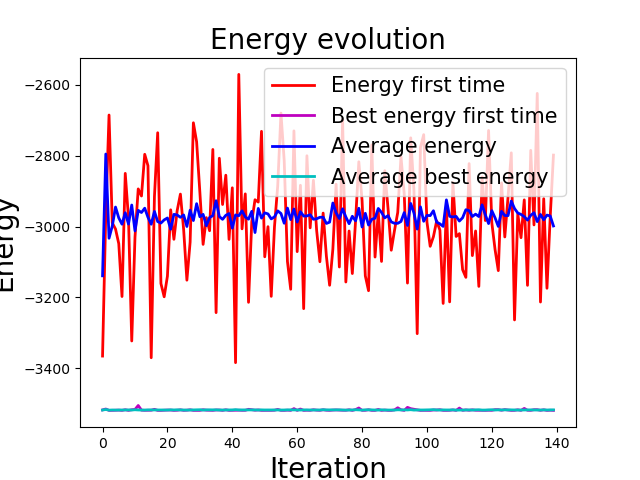 Energy evolution
Energy first time
Best energy first time
Average energy
Average best energy
−2600
−2800
−3000
−3200
−3400
Energy
0 20 40 60 80 100 120 140
Iteration